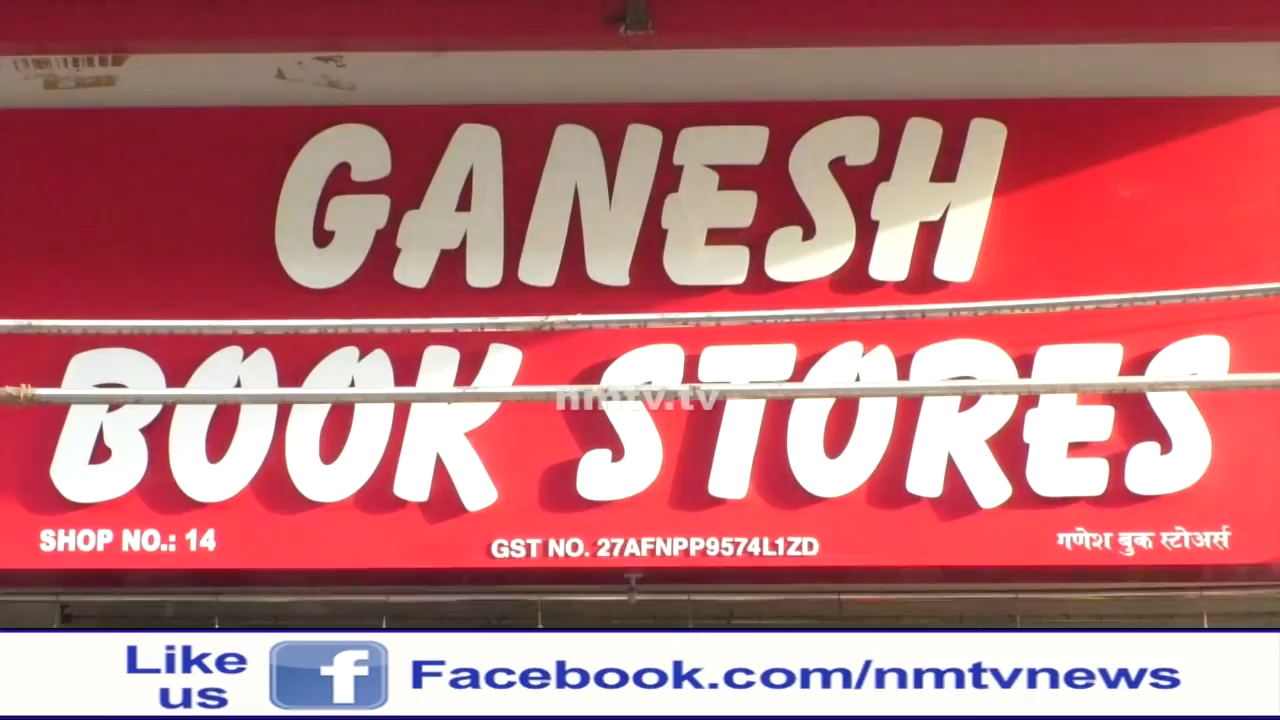 GANESH
BOOK STORES
nmtv.tv
SHOP NO.: 14
GST NO. 27AFNPP9574L1ZD
गणेश बुक स्टोअर्स
Like us
Facebook.com/nmtvnews